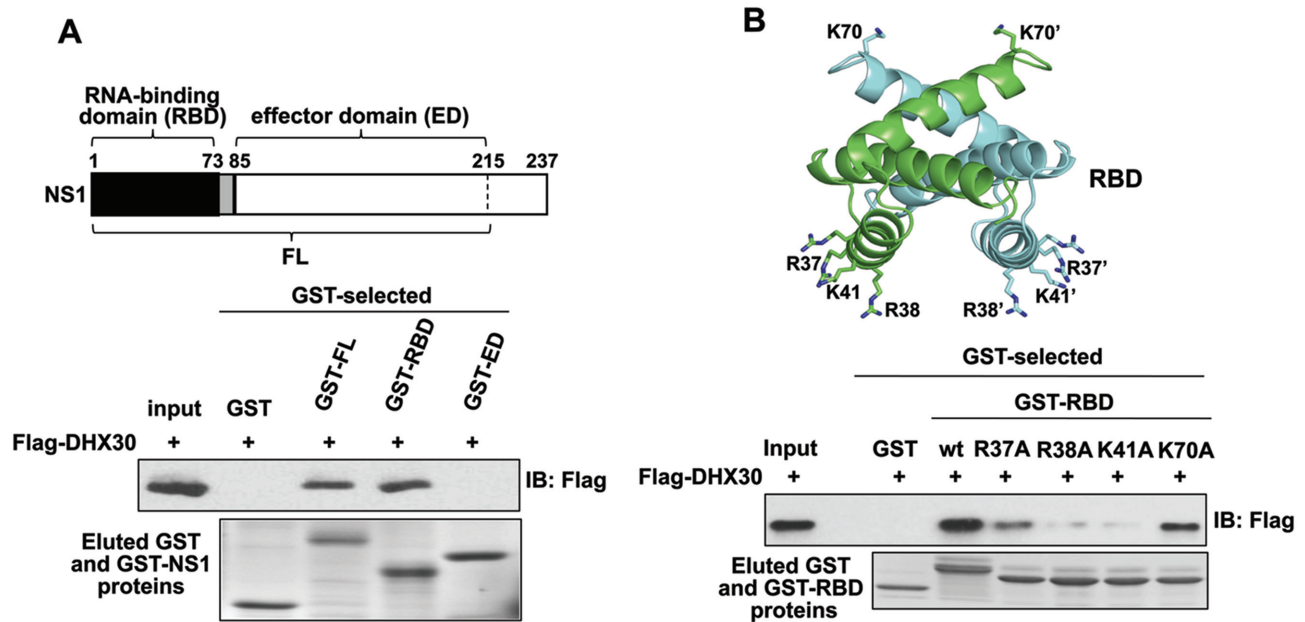 A
RNA-binding
domain (RBD)
effector domain (ED)
1 73 85 215 237
NS1
FL
GST-selected
input GST GST-FL GST-RBD GST-ED
Flag-DHX30 + + + + +
IB: Flag
Eluted GST
and GST-NS1
proteins
B
K70 K70’
RBD
R37 R37’
K41 K41’
R38 R38’
GST-selected
GST-RBD
Input GST wt R37A R38A K41A K70A
Flag-DHX30 + + + + + + +
IB: Flag
Eluted GST
and GST-RBD
proteins